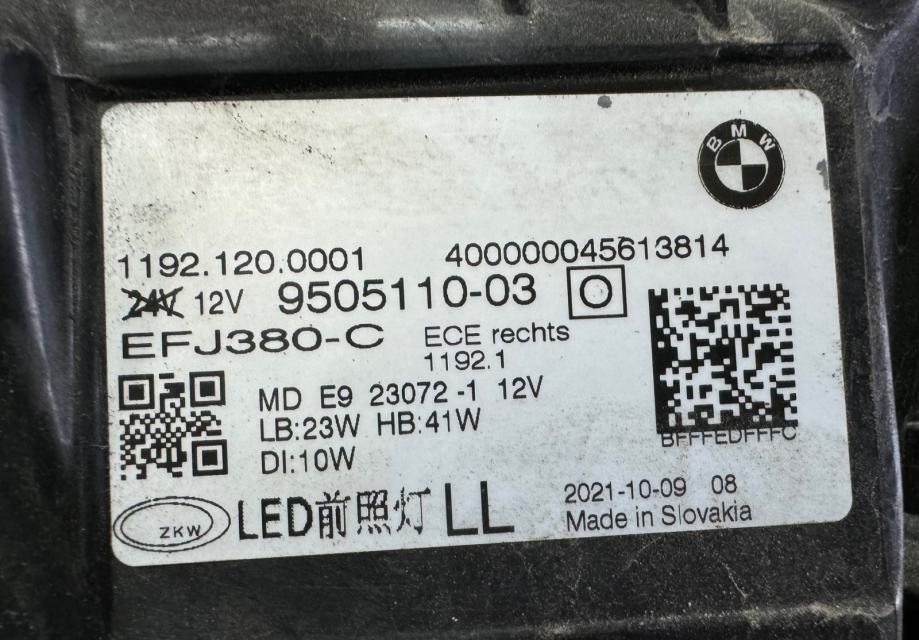 BMW
1192.120.0001 400000045613814
24V 12V 9505110-03
EFJ380-C ECE rechts
1192.1
MD E9 23072 -1 12V
LB:23W HB:41W
DI:10W
BFFFEDFFFC
ZKW LED前照灯 LL
2021-10-09 08
Made in Slovakia